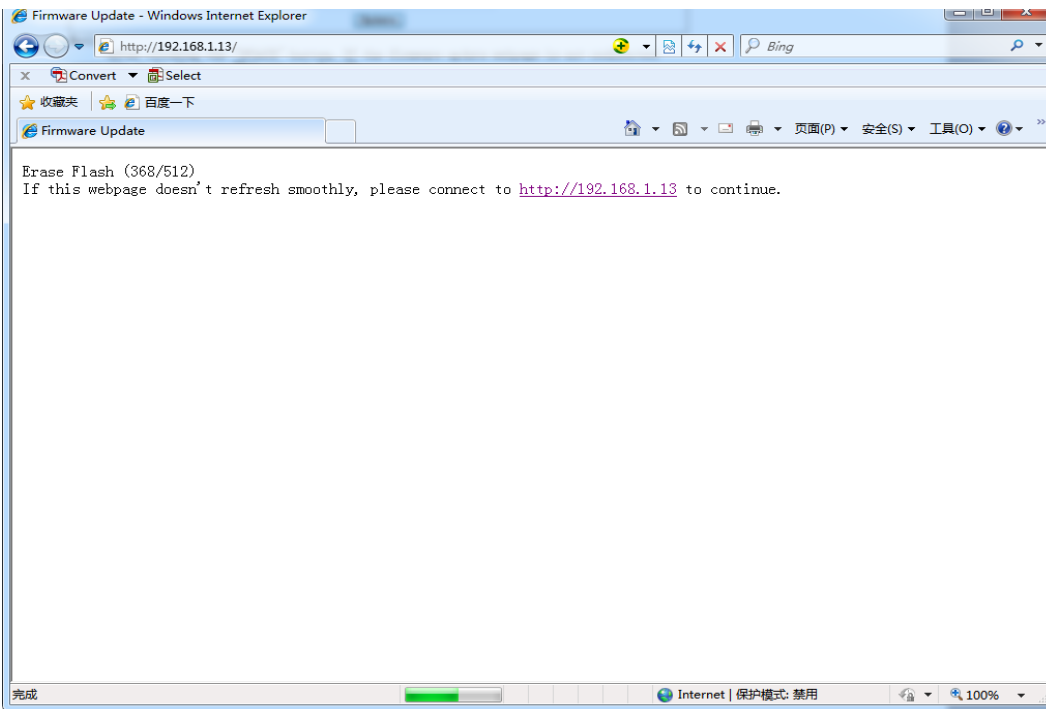 Firmware Update - Windows Internet Explorer
http://192.168.1.13/
Bing
x Convert Select
收藏夹 百度一下
Firmware Update 页面(P) 安全(S) 工具(O) »
Erase Flash (368/512)
If this webpage doesn't refresh smoothly, please connect to http://192.168.1.13 to continue.
完成 Internet | 保护模式: 禁用 100%